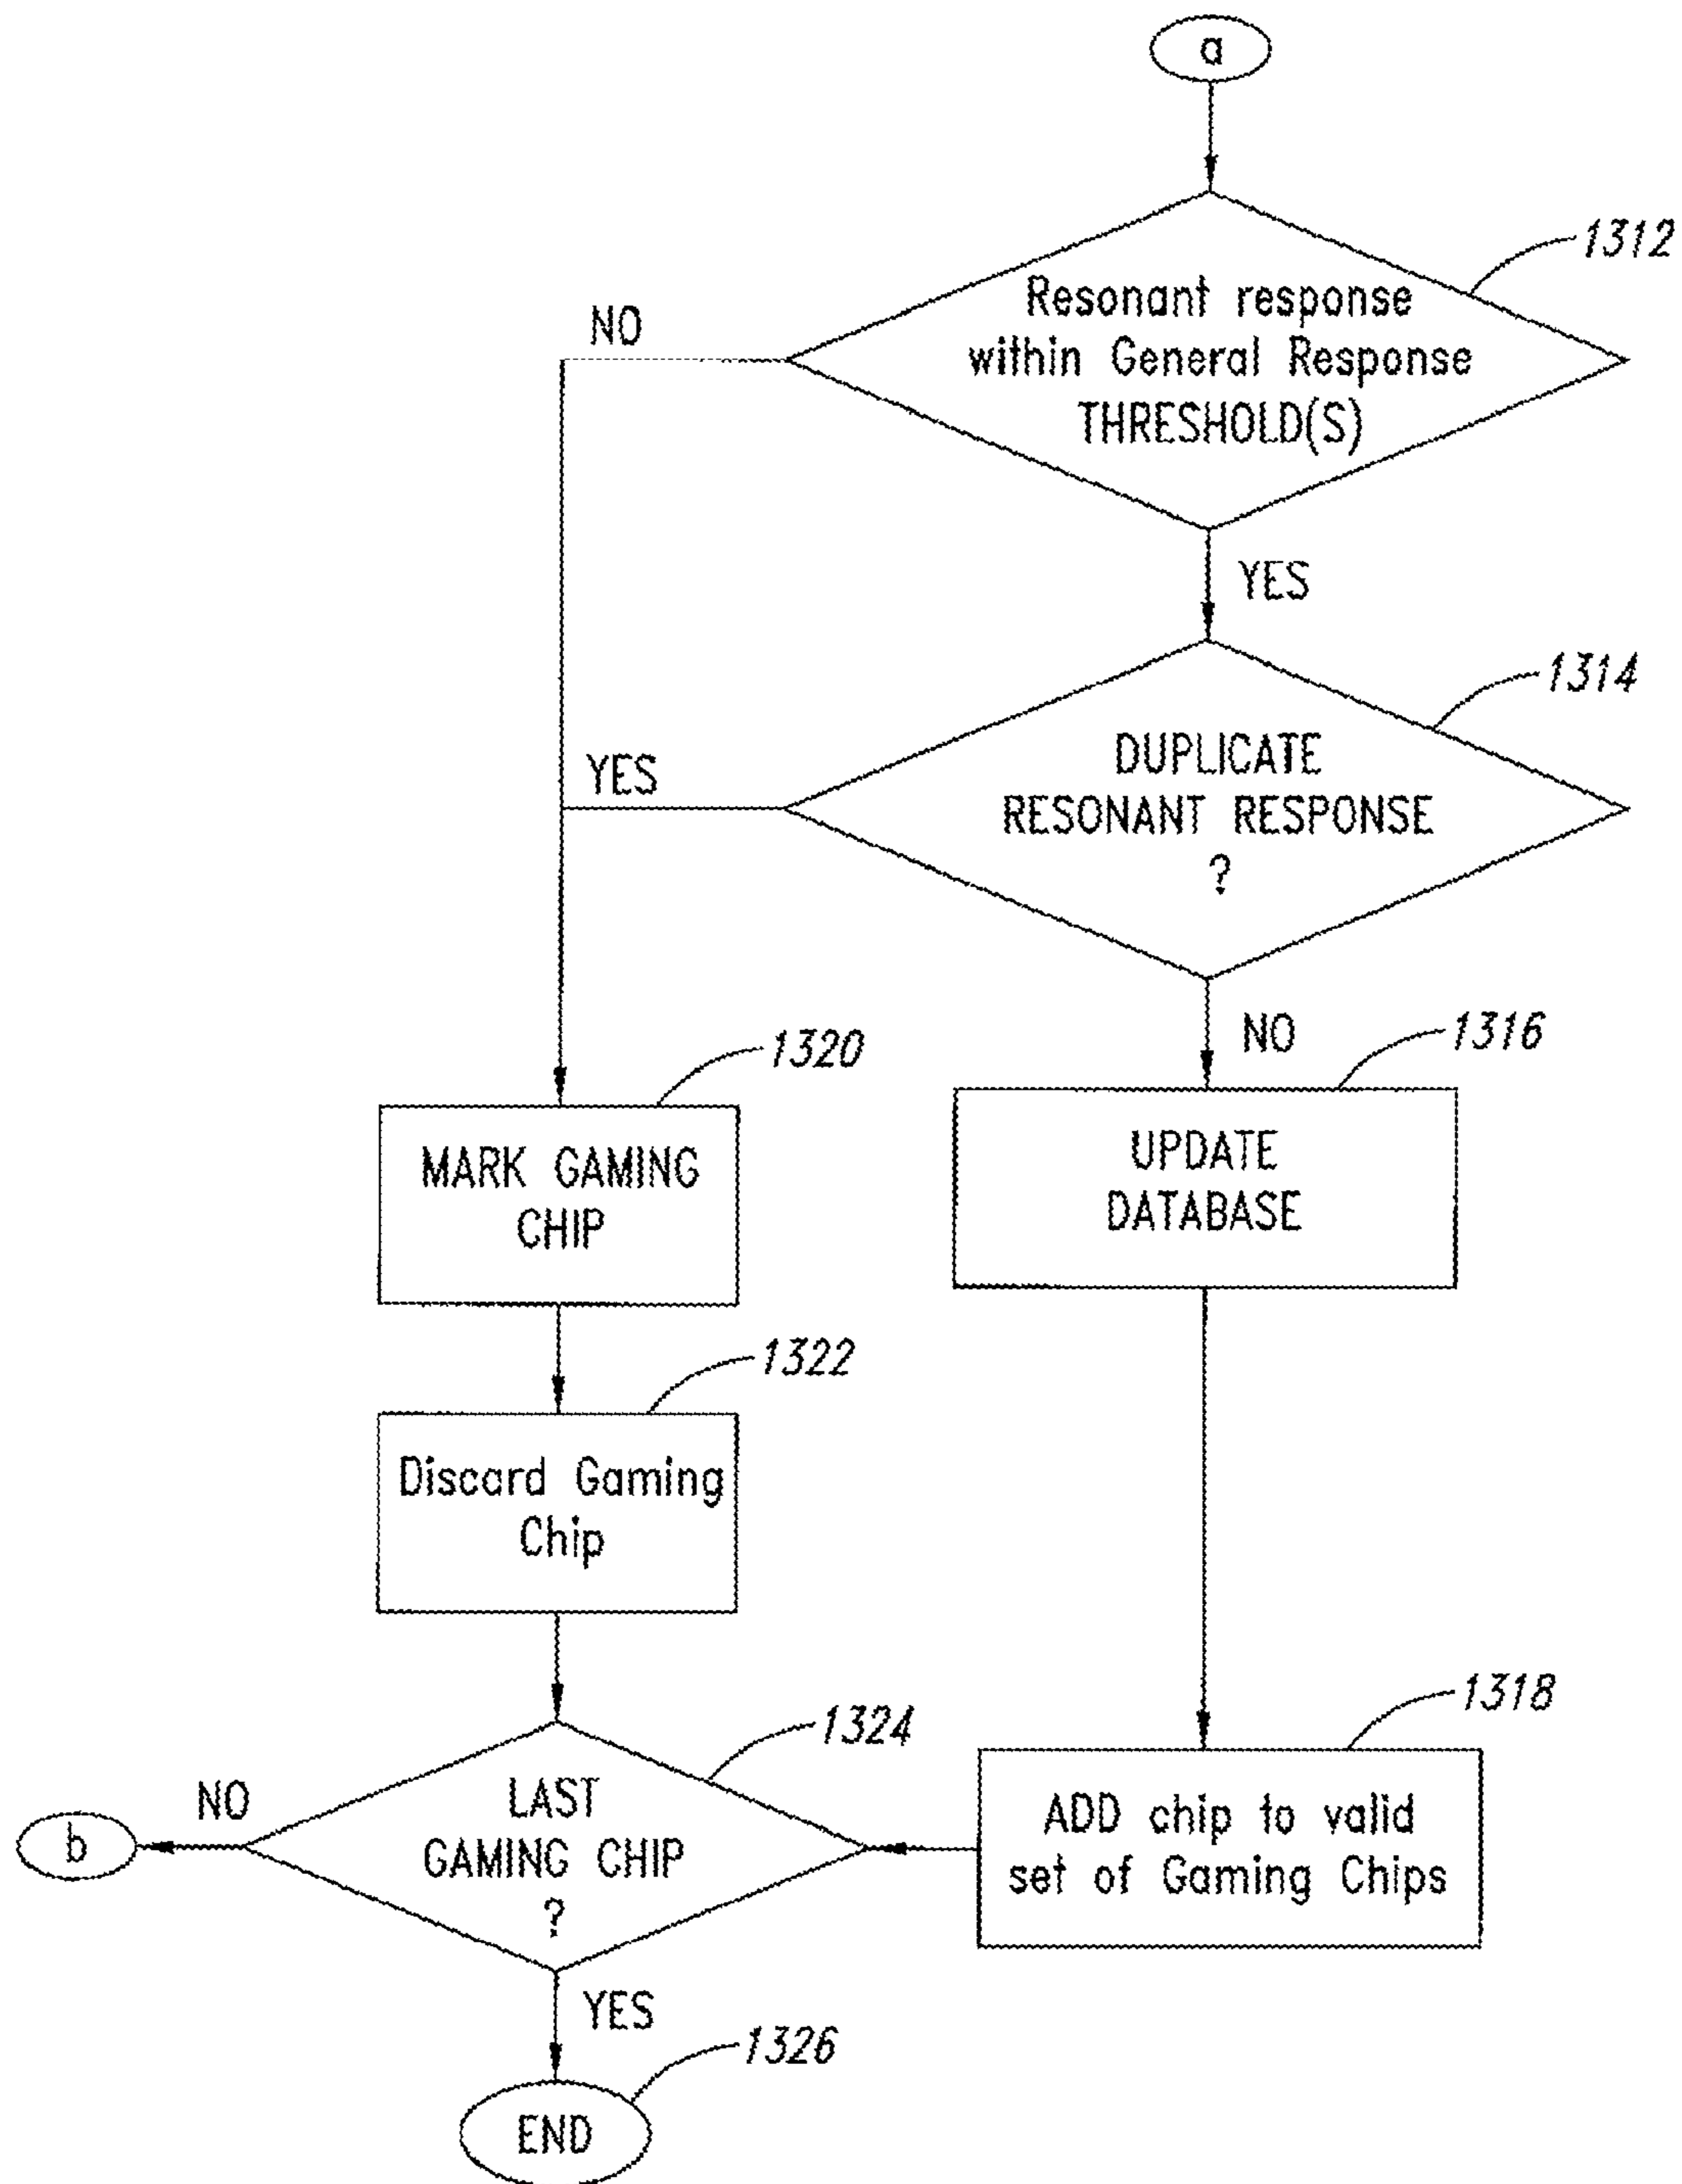 a
1312
Resonant response
within General Response
THRESHOLD(S)
NO
YES
1314
DUPLICATE
RESONANT RESPONSE
?
YES
NO
1316
UPDATE
DATABASE
1320
MARK GAMING
CHIP
1322
Discard Gaming
Chip
1318
ADD chip to valid
set of Gaming Chips
1324
LAST
GAMING CHIP
?
NO
b
YES
1326
END